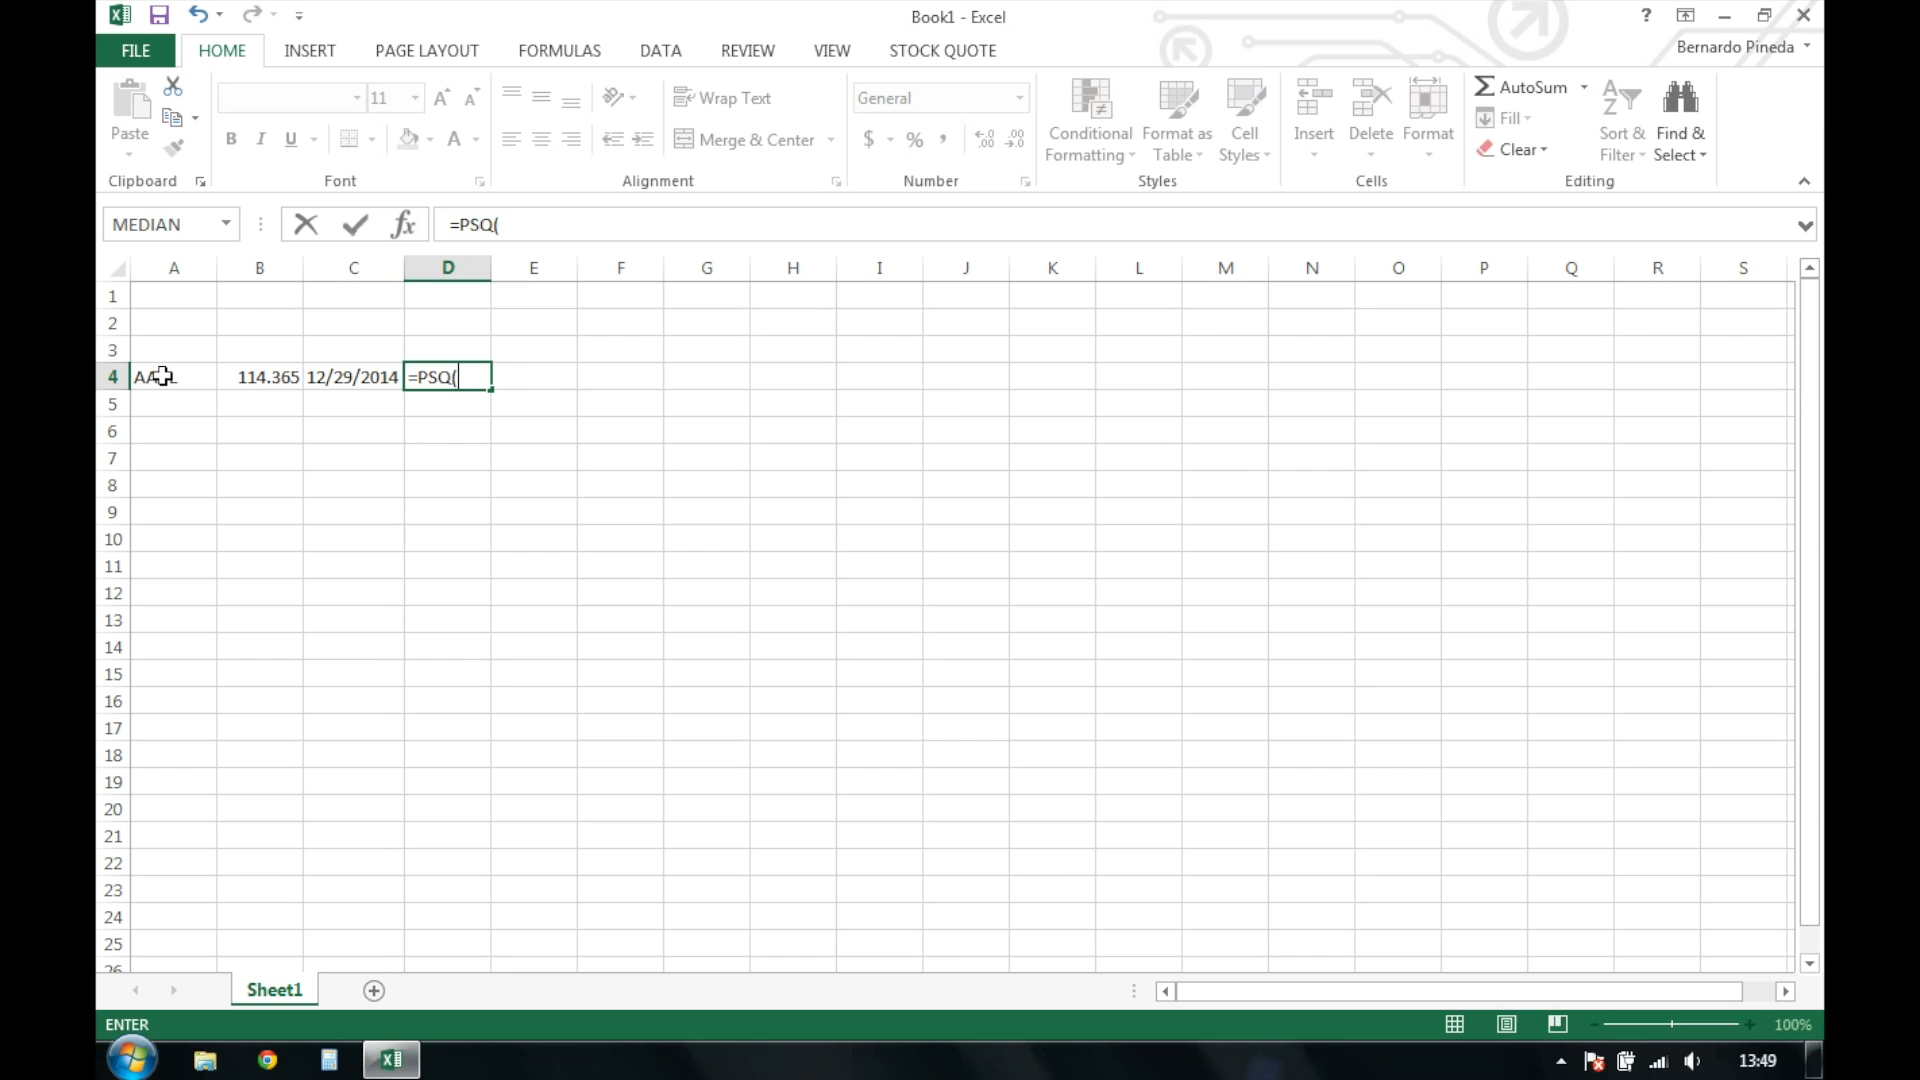 Book1 - Excel
FILE HOME INSERT PAGE LAYOUT FORMULAS DATA REVIEW VIEW STOCK QUOTE Bernardo Pineda
11 Wrap Text General AutoSum
Paste Conditional Format as Cell Insert Delete Format Fill Sort & Find &
B I U Merge & Center $ % Formatting Table Styles Clear Filter Select
Clipboard Font Alignment Number Styles Cells Editing
MEDIAN fx =PSQ(
A B C D E F G H I J K L M N O P Q R S
1
2
3
4 114.365 12/29/2014 =PSQ(
5
6
7
8
9
10
11
12
13
14
15
16
17
18
19
20
21
22
23
24
25
26
Sheet1
ENTER 100%
13:49